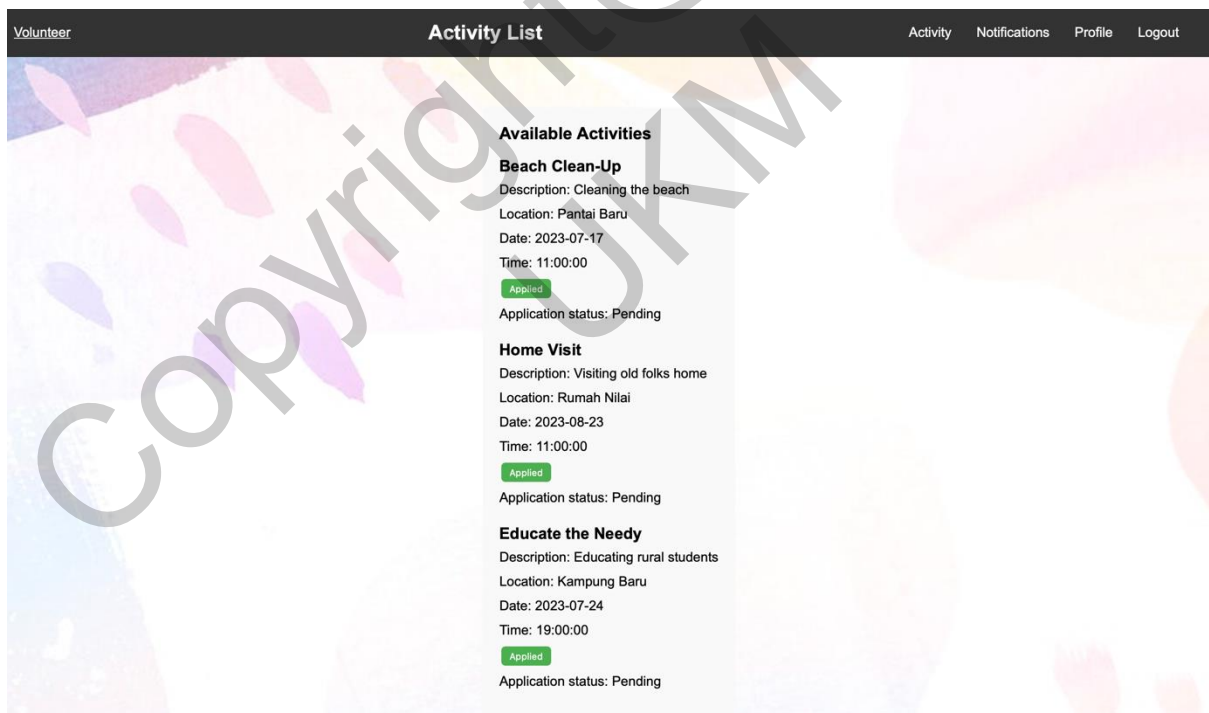 Volunteer
Activity List
Activity
Notifications
Profile
Logout
Available Activities
Beach Clean-Up
Description: Cleaning the beach
Location: Pantai Baru
Date: 2023-07-17
Time: 11:00:00
Applied
Application status: Pending
Home Visit
Description: Visiting old folks home
Location: Rumah Nilai
Date: 2023-08-23
Time: 11:00:00
Applied
Application status: Pending
Educate the Needy
Description: Educating rural students
Location: Kampung Baru
Date: 2023-07-24
Time: 19:00:00
Applied
Application status: Pending
Copyright
UKM